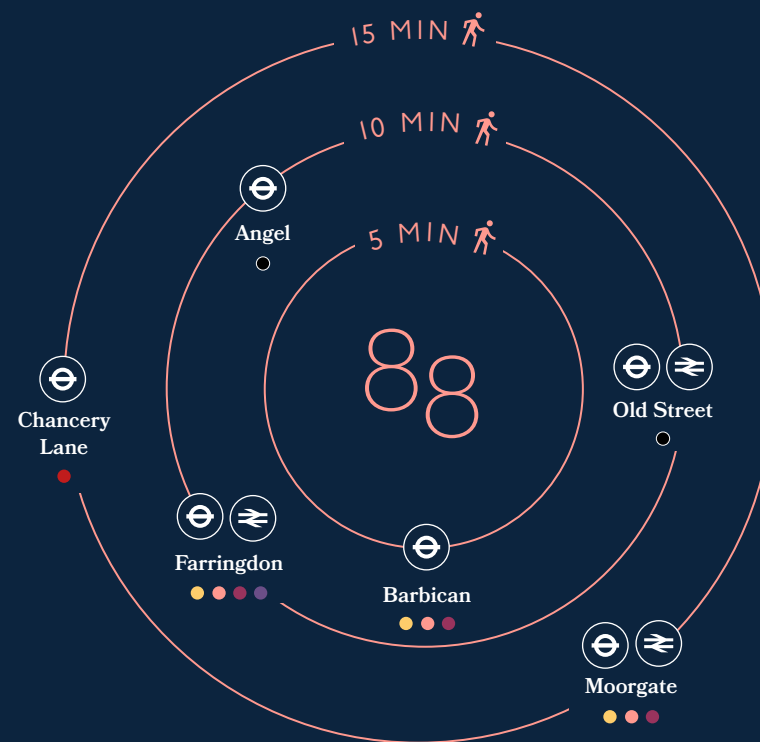 15 MIN
10 MIN
Angel
5 MIN
88
Old Street
Chancery
Lane
Farringdon
Barbican
Moorgate